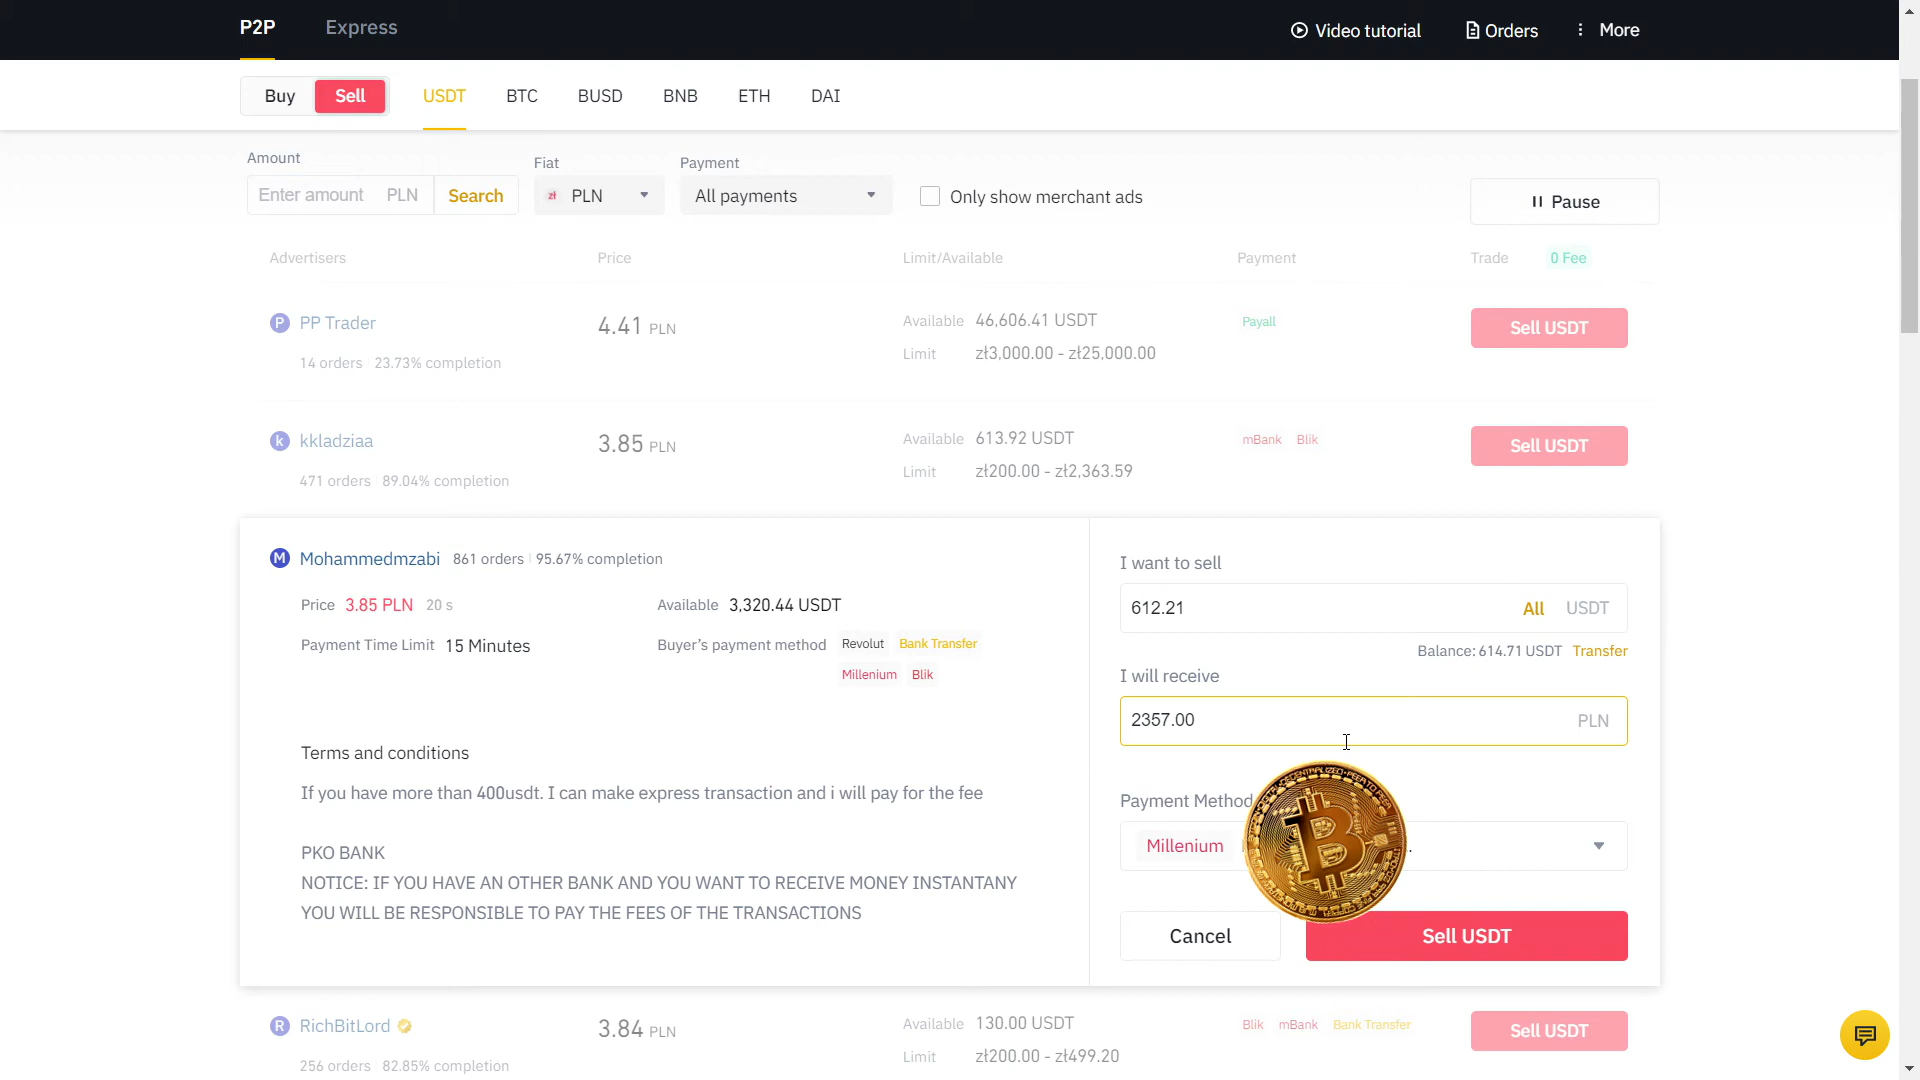 P2P Express Video tutorial Orders More
Buy Sell USDT BTC BUSD BNB ETH DAI
Amount Fiat Payment
Enter amount PLN Search zł PLN All payments Only show merchant ads Pause
Advertisers Price Limit/Available Payment Trade 0 Fee
P PP Trader 4.41 PLN Available 46,606.41 USDT Payall Sell USDT
14 orders 23.73% completion Limit zł3,000.00 - zł25,000.00
k kkladziaa 3.85 PLN Available 613.92 USDT mBank Blik Sell USDT
471 orders 89.04% completion Limit zł200.00 - zł2,363.59
M Mohammedmzabi 861 orders 95.67% completion
Price 3.85 PLN 20 s Available 3,320.44 USDT
Payment Time Limit 15 Minutes Buyer's payment method Revolut Bank Transfer
Millenium Blik
Terms and conditions
If you have more than 400usdt. I can make express transaction and i will pay for the fee
PKO BANK
NOTICE: IF YOU HAVE AN OTHER BANK AND YOU WANT TO RECEIVE MONEY INSTANTANY
YOU WILL BE RESPONSIBLE TO PAY THE FEES OF THE TRANSACTIONS
I want to sell
612.21 All USDT
Balance: 614.71 USDT Transfer
I will receive
2357.00 PLN
Payment Method
Millenium
Cancel Sell USDT
R RichBitLord 3.84 PLN Available 130.00 USDT Blik mBank Bank Transfer Sell USDT
256 orders 82.85% completion Limit zł200.00 - zł499.20